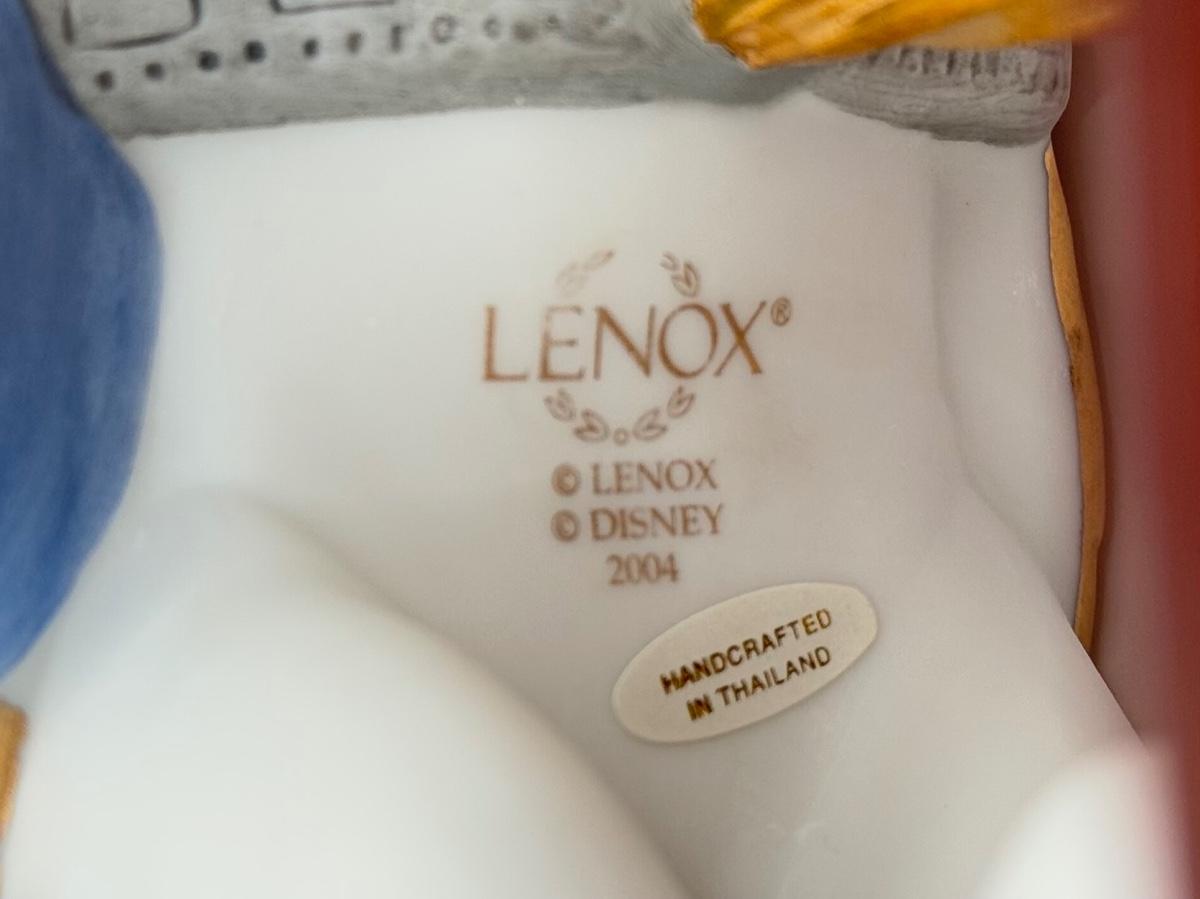 LENOX®
© LENOX
© DISNEY
2004
HANDCRAFTED
IN THAILAND